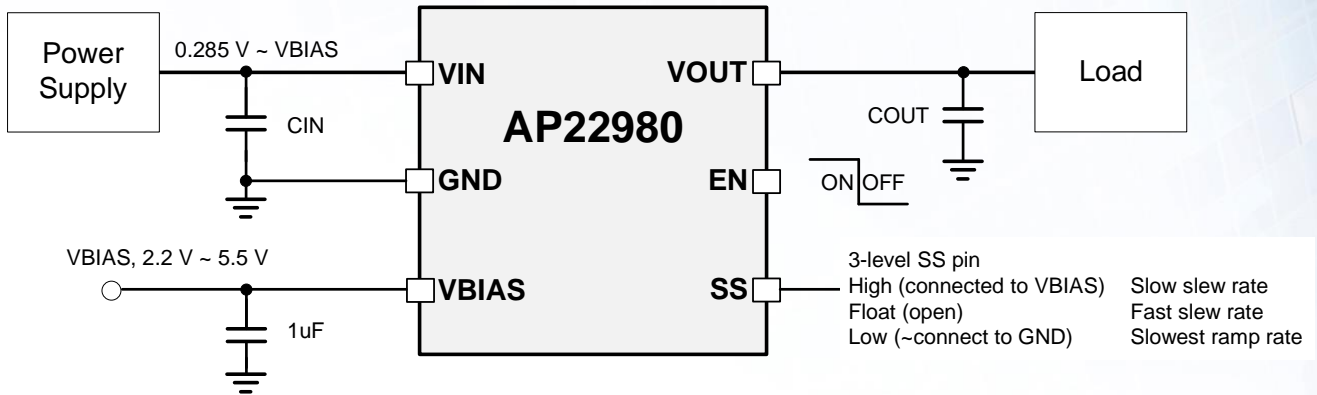 Power
Supply
0.285 V ~ VBIAS
CIN
VIN
VOUT
AP22980
GND
EN
VBIAS
SS
COUT
Load
ON OFF
VBIAS, 2.2 V ~ 5.5 V
1uF
3-level SS pin
High (connected to VBIAS) Slow slew rate
Float (open) Fast slew rate
Low (~connect to GND) Slowest ramp rate